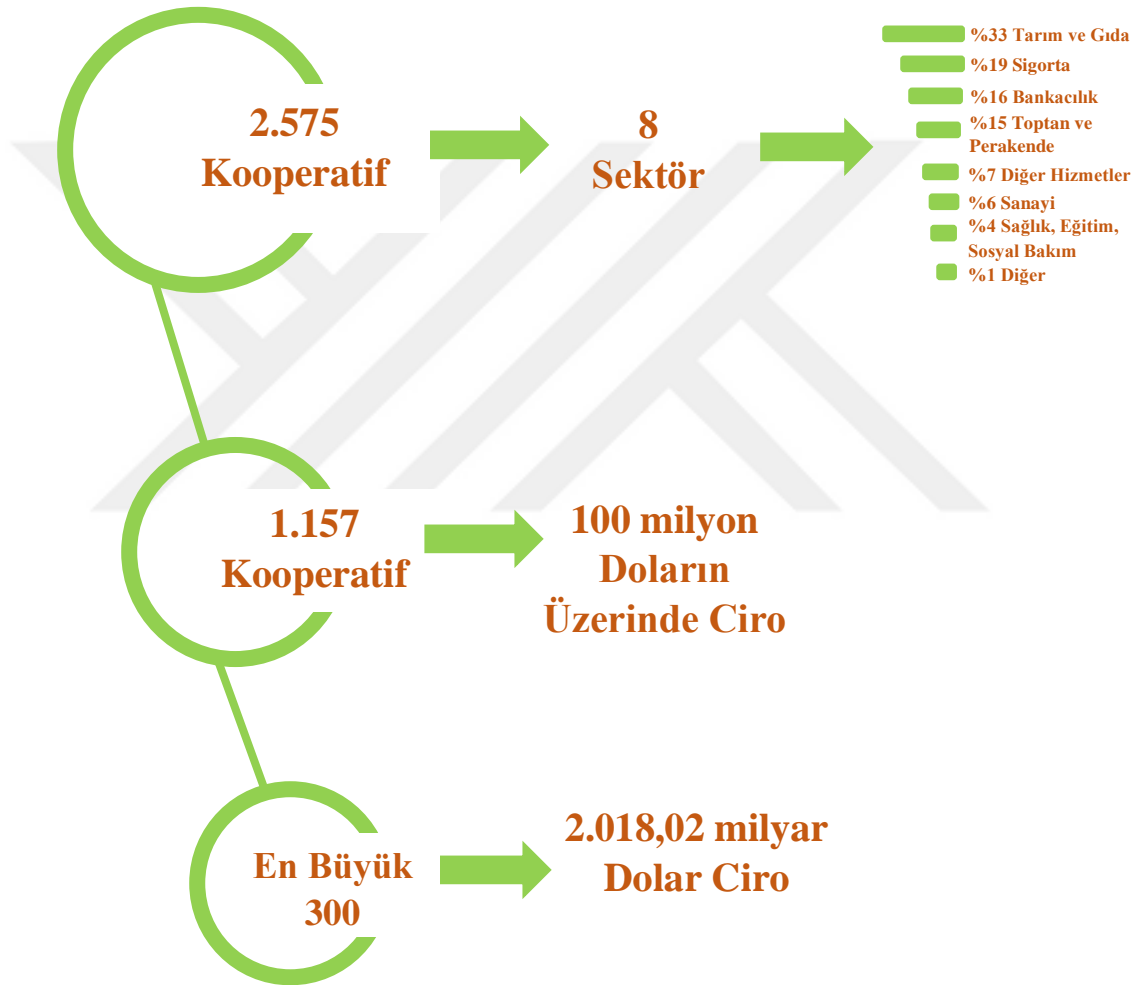 2.575
Kooperatif
8
Sektör
%33 Tarım ve Gıda
%19 Sigorta
%16 Bankacılık
%15 Toptan ve
Perakende
%7 Diğer Hizmetler
%6 Sanayi
%4 Sağlık, Eğitim,
Sosyal Bakım
%1 Diğer
1.157
Kooperatif
100 milyon
Doların
Üzerinde Ciro
En Büyük
300
2.018,02 milyar
Dolar Ciro